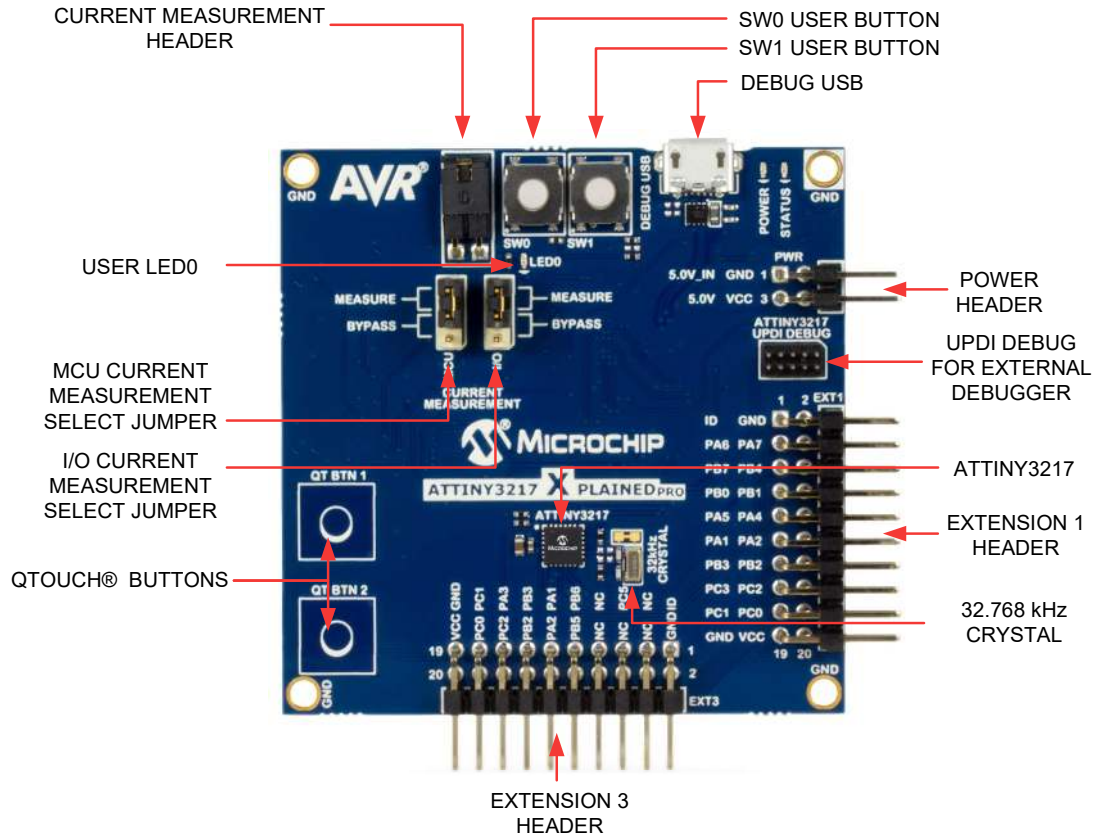 CURRENT MEASUREMENT
HEADER
SW0 USER BUTTON
SW1 USER BUTTON
DEBUG USB
AVR®
GND
SW0
SW1
DEBUG USB
POWER
STATUS
GND
USER LED0
LED0
PWR
5.0V_IN GND 1
5.0V VCC 3
POWER
HEADER
MEASURE
MEASURE
BYPASS
BYPASS
I/O
CURRENT
MEASUREMENT
ATTINY3217
UPDI DEBUG
UPDI DEBUG
FOR EXTERNAL
DEBUGGER
MCU CURRENT
MEASUREMENT
SELECT JUMPER
I/O CURRENT
MEASUREMENT
SELECT JUMPER
MICROCHIP
ATTINY3217 X PLAINED PRO
ATTINY3217
MICROCHIP
32kHz
CRYSTAL
1 2 EXT1
ID GND
PA6 PA7
PB7 PB4
PB0 PB1
PA5 PA4
PA1 PA2
PB3 PB2
PC3 PC2
PC1 PC0
GND VCC
19 20
GND
ATTINY3217
EXTENSION 1
HEADER
32.768 kHz
CRYSTAL
QT BTN 1
QTOUCH® BUTTONS
QT BTN 2
GND
VCC GND
PC0 PC1
PC2 PA3
PB2 PB3
PA2 PA1
PB5 PB6
NC NC
NC PC5
NC NC
GND ID
19
1
20
2
EXT3
EXTENSION 3
HEADER